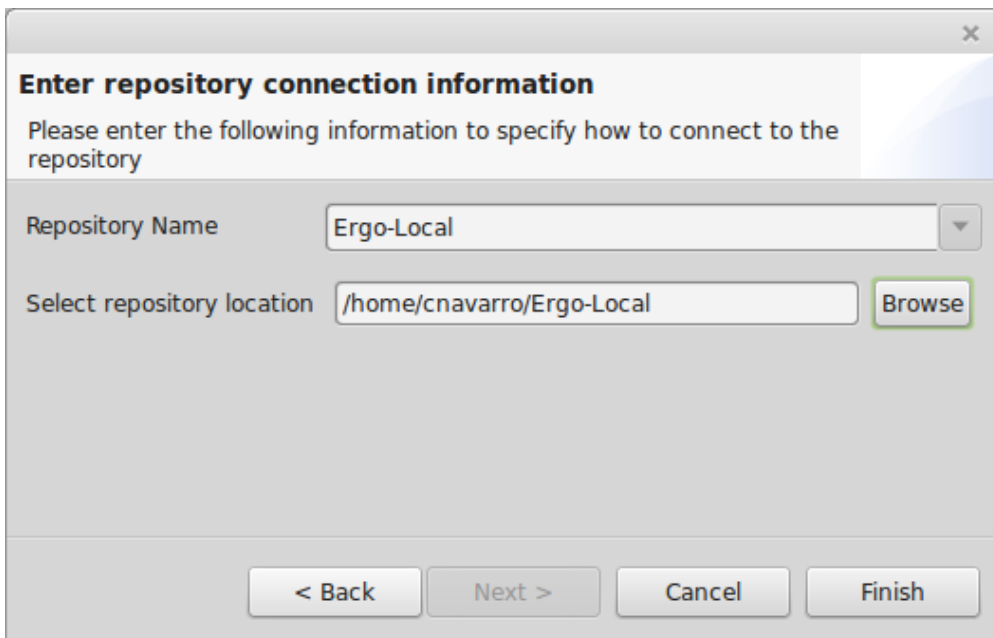 Enter repository connection information
Please enter the following information to specify how to connect to the
repository
Repository Name
Ergo-Local
Select repository location
/home/cnavarro/Ergo-Local
Browse
< Back
Next >
Cancel
Finish